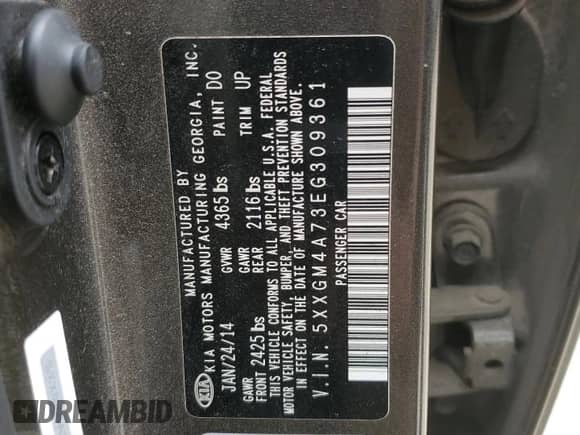 MANUFACTURED BY
KIA KIA MOTORS MANUFACTURING GEORGIA, INC.
JAN/24/14 GVWR 4365 lbs PAINT D0
GAWR FRONT 2425 lbs GAWR REAR 2116 lbs TRIM UP
THIS VEHICLE CONFORMS TO ALL APPLICABLE U.S.A. FEDERAL
MOTOR VEHICLE SAFETY, BUMPER, AND THEFT PREVENTION STANDARDS
IN EFFECT ON THE DATE OF MANUFACTURE SHOWN ABOVE.
V.I.N. 5XXGM4A73EG309361
PASSENGER CAR
DREAMBID